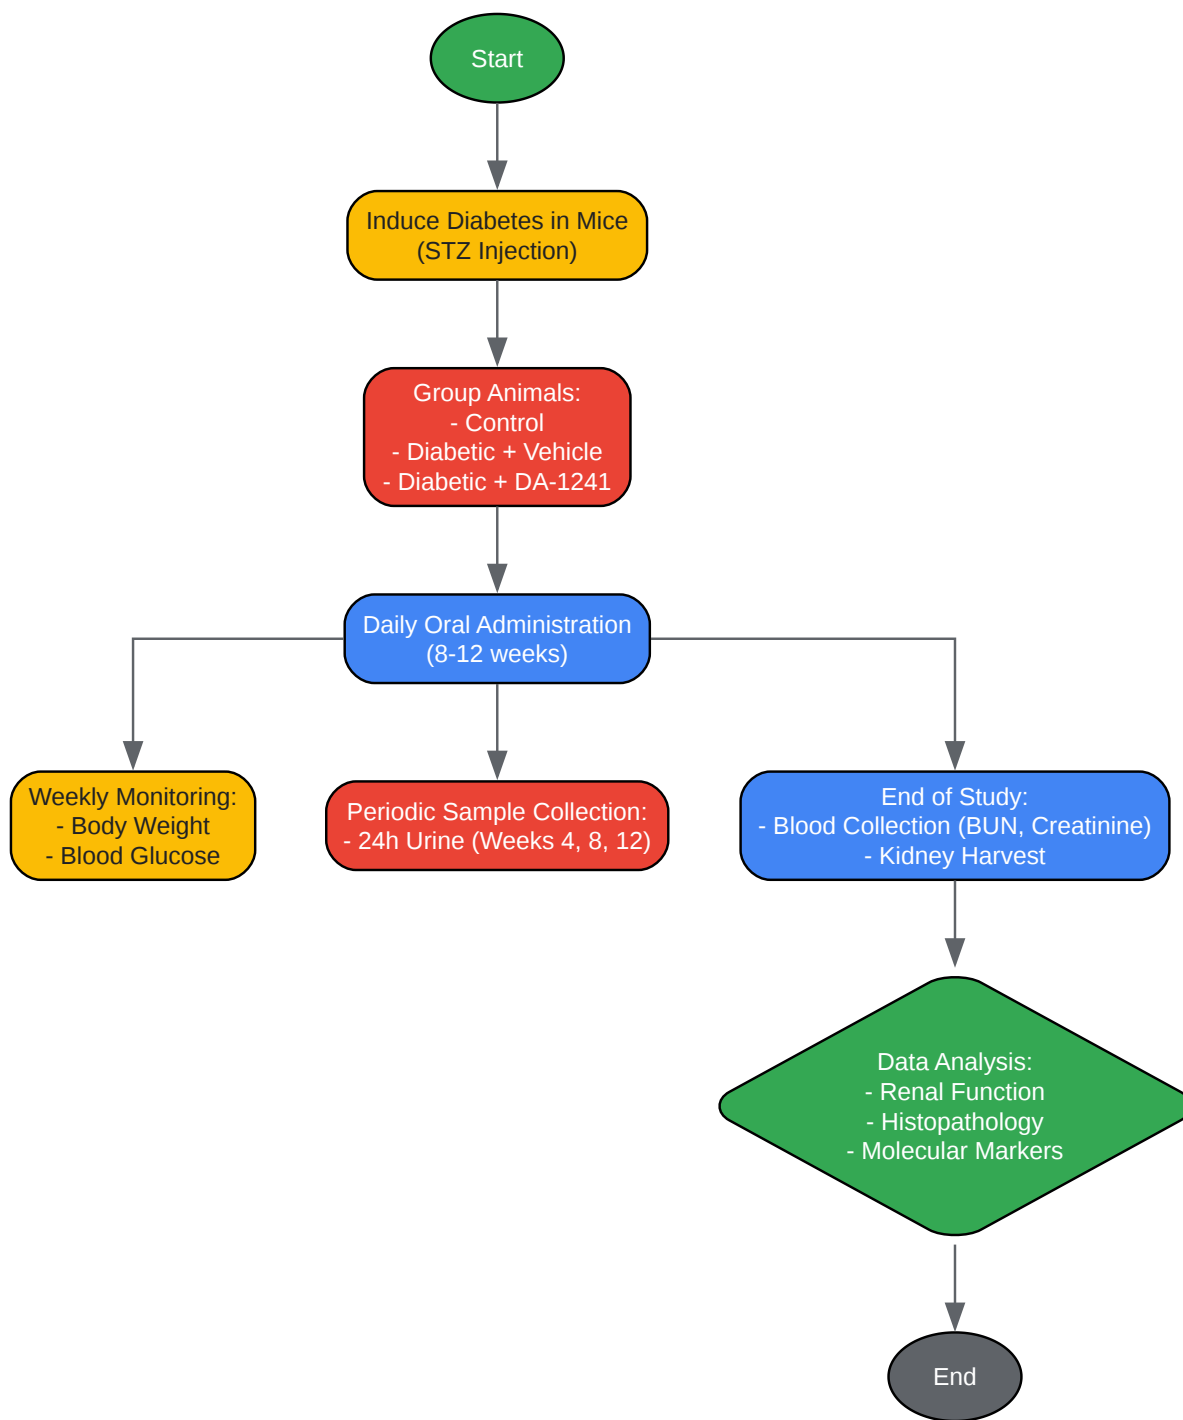 Start
Induce Diabetes in Mice
(STZ Injection)
Group Animals:
- Control
- Diabetic + Vehicle
- Diabetic + DA-1241
Daily Oral Administration
(8-12 weeks)
Weekly Monitoring:
- Body Weight
- Blood Glucose
Periodic Sample Collection:
- 24h Urine (Weeks 4, 8, 12)
End of Study:
- Blood Collection (BUN, Creatinine)
- Kidney Harvest
Data Analysis:
- Renal Function
- Histopathology
- Molecular Markers
End